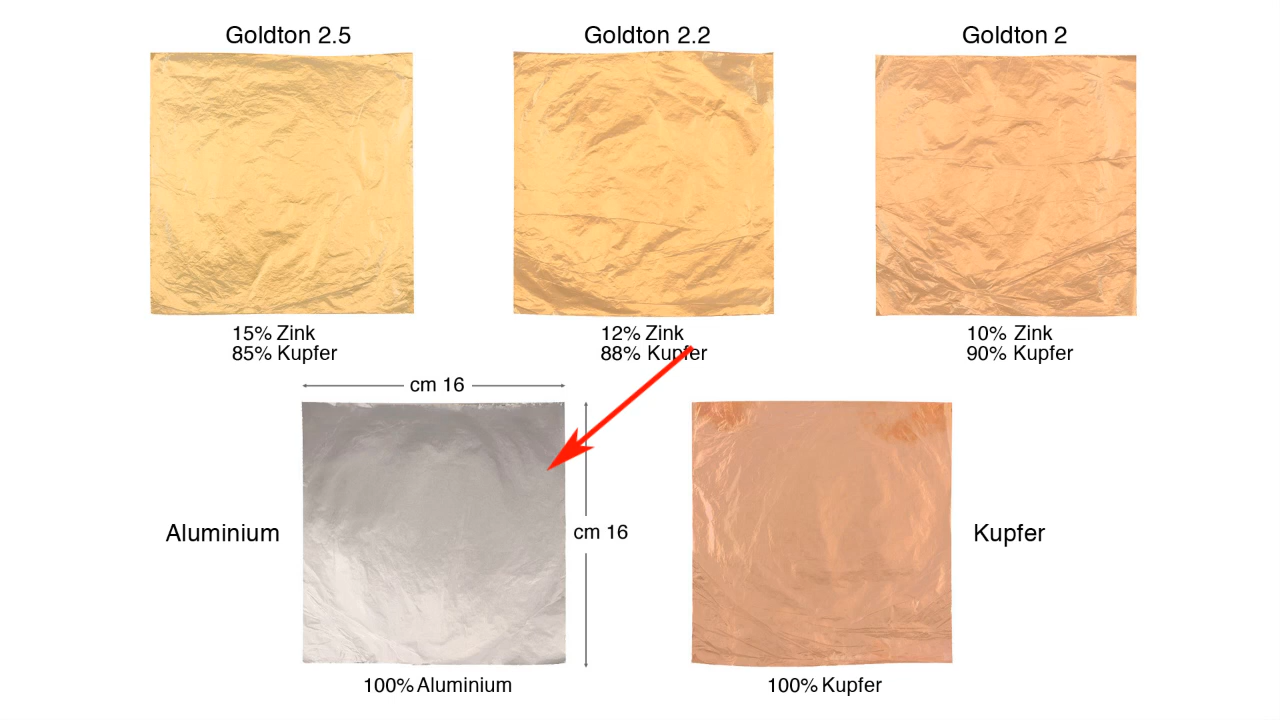 Goldton 2.5
Goldton 2.2
Goldton 2
15% Zink
85% Kupfer
12% Zink
88% Kupfer
10% Zink
90% Kupfer
cm 16
Aluminium
cm 16
Kupfer
100% Aluminium
100% Kupfer